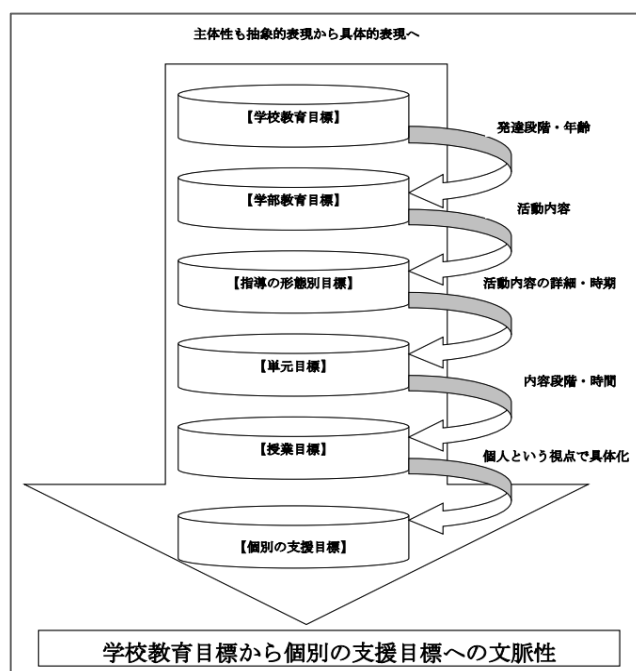 主体性も抽象的表現から具体的表現へ
【学校教育目標】
発達段階・年齢
【学部教育目標】
活動内容
【指導の形態別目標】
活動内容の詳細・時期
【単元目標】
内容段階・時間
【授業目標】
個人という視点で具体化
【個別の支援目標】
学校教育目標から個別の支援目標への文脈性